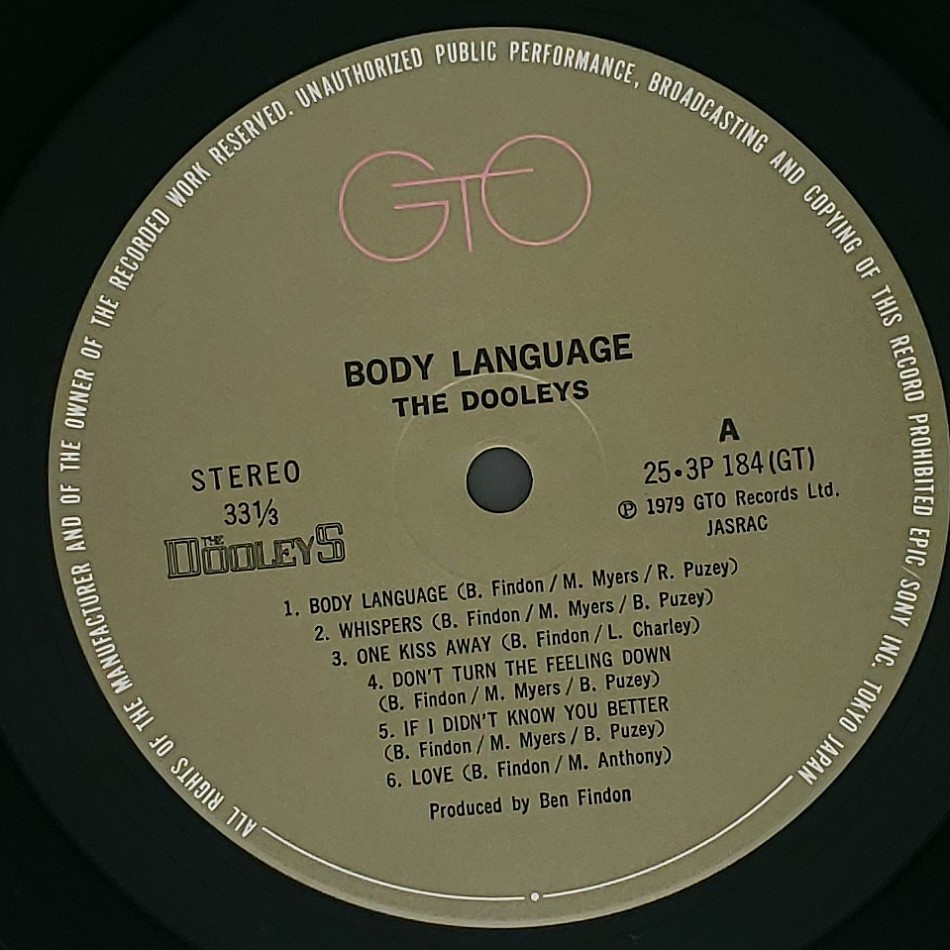 ALL RIGHTS OF THE MANUFACTURER AND OF THE OWNER OF THE RECORDED WORK RESERVED. UNAUTHORIZED PUBLIC PERFORMANCE, BROADCASTING AND COPYING OF THIS RECORD PROHIBITED EPIC/SONY INC. TOKYO JAPAN
GTO
BODY LANGUAGE
THE DOOLEYS
STEREO
33⅓
THE DOOLEYS
A
25•3P 184(GT)
℗ 1979 GTO Records Ltd.
JASRAC
1. BODY LANGUAGE (B. Findon/M. Myers/R. Puzey)
2. WHISPERS (B. Findon/M. Myers/B. Puzey)
3. ONE KISS AWAY (B. Findon/L. Charley)
4. DON'T TURN THE FEELING DOWN
(B. Findon/M. Myers/B. Puzey)
5. IF I DIDN'T KNOW YOU BETTER
(B. Findon/M. Myers/B. Puzey)
6. LOVE (B. Findon/M. Anthony)
Produced by Ben Findon